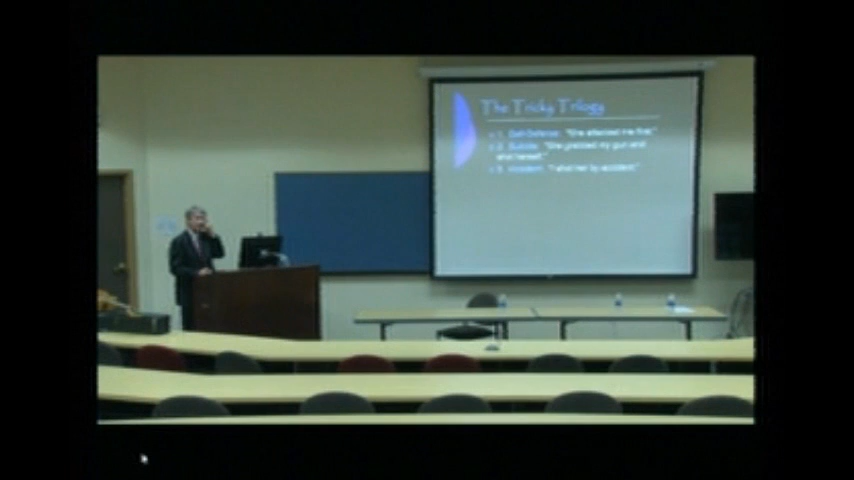 The Tricky Trilogy
1. Self-Defense: "She attacked me first."
2. Suicide: "She grabbed my gun and
shot herself."
3. Accident: "I shot her by accident."